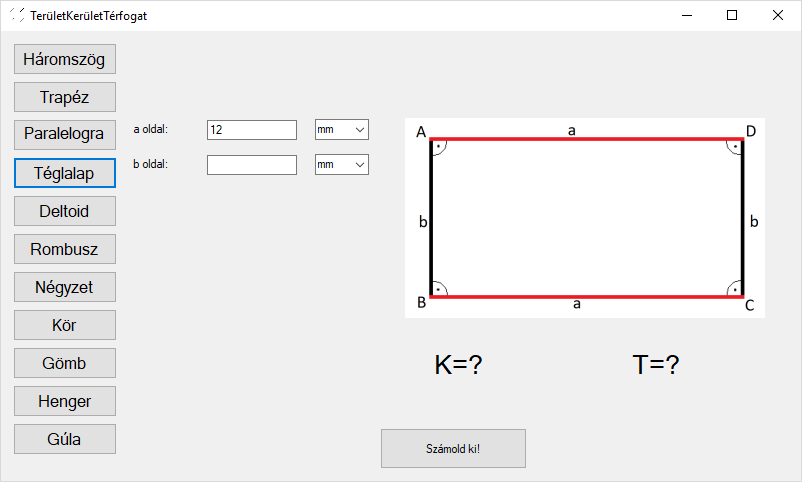 TerületKerületTérfogat
Háromszög
Trapéz
Paralelogra
Téglalap
Deltoid
Rombusz
Négyzet
Kör
Gömb
Henger
Gúla
a oldal: 12 mm
b oldal: mm
A a D
b b
B a C
K=? T=?
Számold ki!